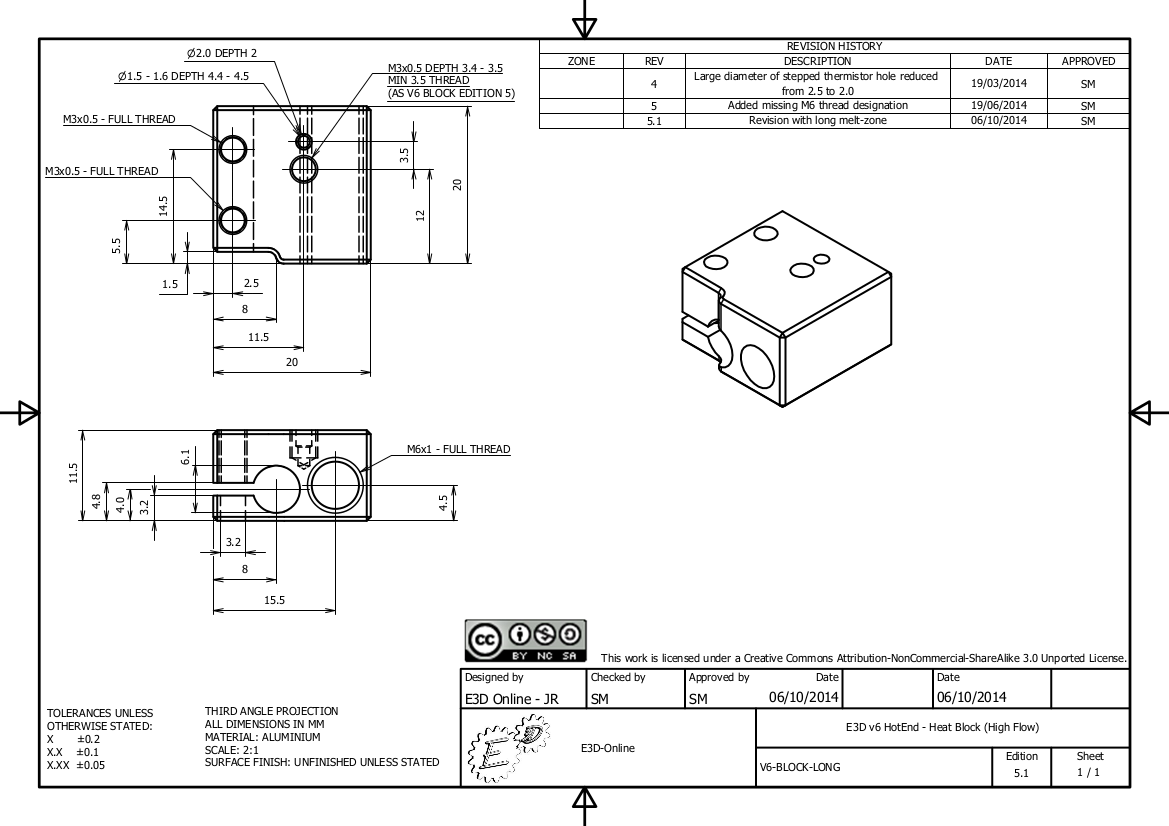 Ø2.0 DEPTH 2
Ø1.5 - 1.6 DEPTH 4.4 - 4.5
M3x0.5 DEPTH 3.4 - 3.5
MIN 3.5 THREAD
(AS V6 BLOCK EDITION 5)
M3x0.5 - FULL THREAD
M3x0.5 - FULL THREAD
3.5
20
12
14.5
5.5
1.5
2.5
8
11.5
20
REVISION HISTORY
ZONE REV DESCRIPTION DATE APPROVED
4 Large diameter of stepped thermistor hole reduced from 2.5 to 2.0 19/03/2014 SM
5 Added missing M6 thread designation 19/06/2014 SM
5.1 Revision with long melt-zone 06/10/2014 SM
M6x1 - FULL THREAD
11.5
4.8
4.0
3.2
6.1
4.5
3.2
8
15.5
cc BY NC SA
This work is licensed under a Creative Commons Attribution-NonCommercial-ShareAlike 3.0 Unported License.
Designed by Checked by Approved by Date Date
E3D Online - JR SM SM 06/10/2014 06/10/2014
TOLERANCES UNLESS
OTHERWISE STATED:
X ±0.2
X.X ±0.1
X.XX ±0.05
THIRD ANGLE PROJECTION
ALL DIMENSIONS IN MM
MATERIAL: ALUMINIUM
SCALE: 2:1
SURFACE FINISH: UNFINISHED UNLESS STATED
E3D
E3D-Online
E3D v6 HotEnd - Heat Block (High Flow)
V6-BLOCK-LONG
Edition
5.1
Sheet
1 / 1